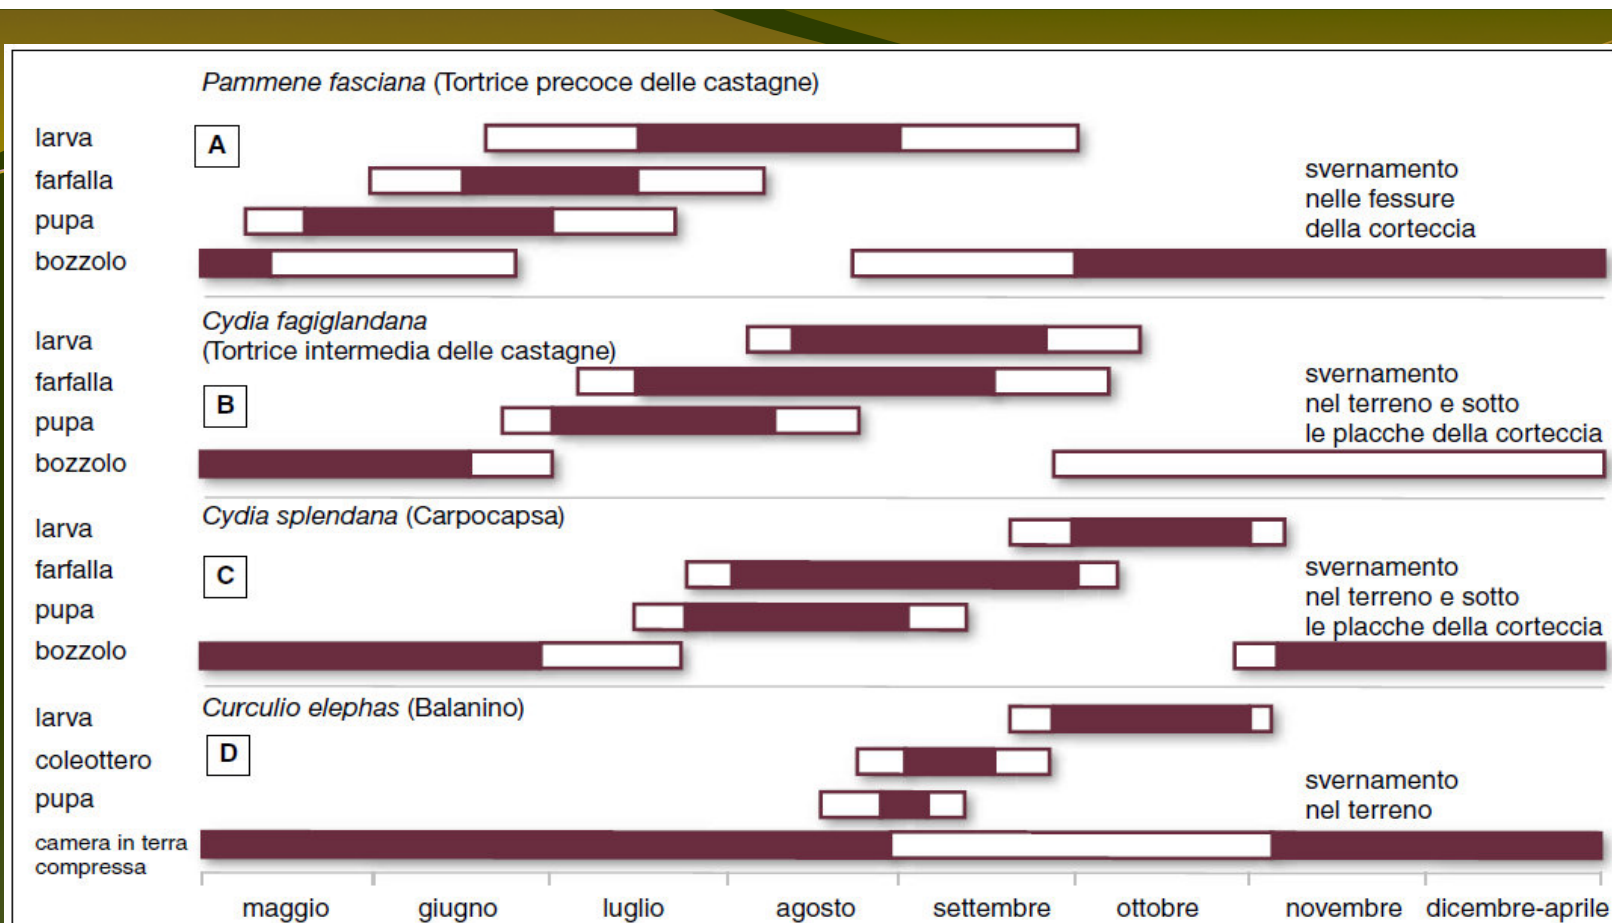 Pammene fasciana (Tortrice precoce delle castagne)
A
larva
farfalla
pupa
bozzolo
svernamento
nelle fessure
della corteccia
Cydia fagiglandana
(Tortrice intermedia delle castagne)
B
larva
farfalla
pupa
bozzolo
svernamento
nel terreno e sotto
le placche della corteccia
Cydia splendana (Carpocapsa)
C
larva
farfalla
pupa
bozzolo
svernamento
nel terreno e sotto
le placche della corteccia
Curculio elephas (Balanino)
D
larva
coleottero
pupa
camera in terra
compressa
svernamento
nel terreno
maggio giugno luglio agosto settembre ottobre novembre dicembre-aprile